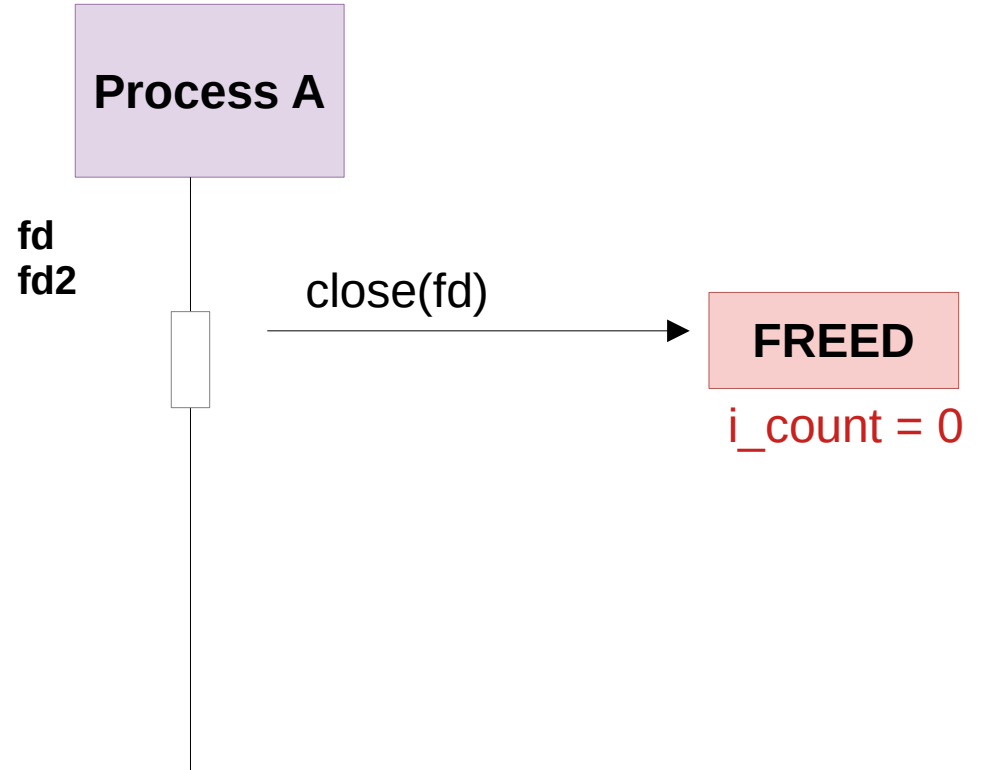 Process A
fd
fd2
close(fd)
FREED
i_count = 0